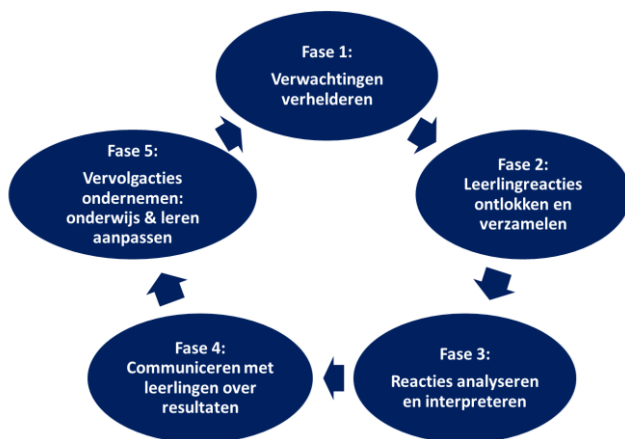 Fase 1:
Verwachtingen
verhelderen
Fase 2:
Leerlingreacties
ontlokken en
verzamelen
Fase 3:
Reacties analyseren
en interpreteren
Fase 4:
Communiceren met
leerlingen over
resultaten
Fase 5:
Vervolgacties
ondernemen:
onderwijs & leren
aanpassen